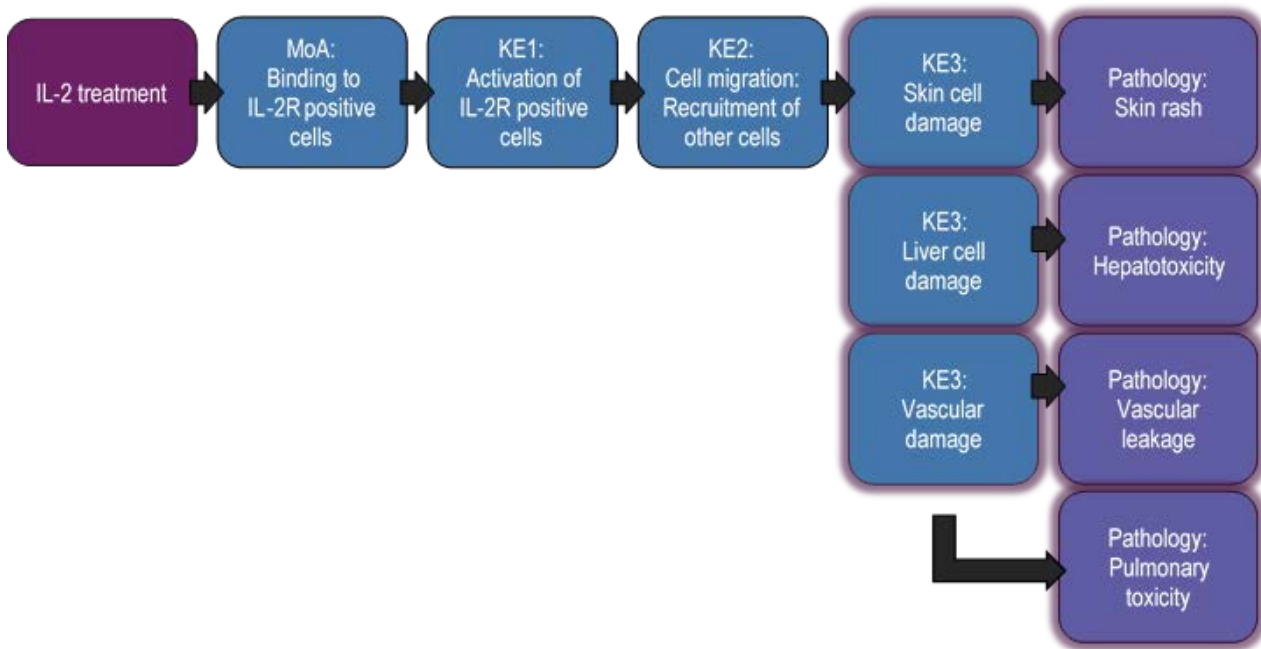 IL-2 treatment
MoA:
Binding to
IL-2R positive
cells
KE1:
Activation of
IL-2R positive
cells
KE2:
Cell migration:
Recruitment of
other cells
KE3:
Skin cell
damage
Pathology:
Skin rash
KE3:
Liver cell
damage
Pathology:
Hepatotoxicity
KE3:
Vascular
damage
Pathology:
Vascular
leakage
Pathology:
Pulmonary
toxicity